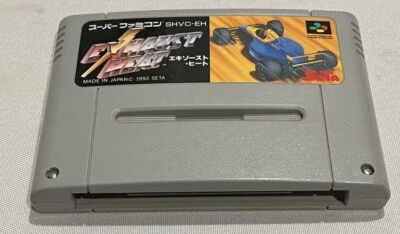 スーパーファミコン SHVC-EH
EXHAUST
HEAT
エキゾースト
・ヒート
MADE IN JAPAN © 1992 SETA
SETA